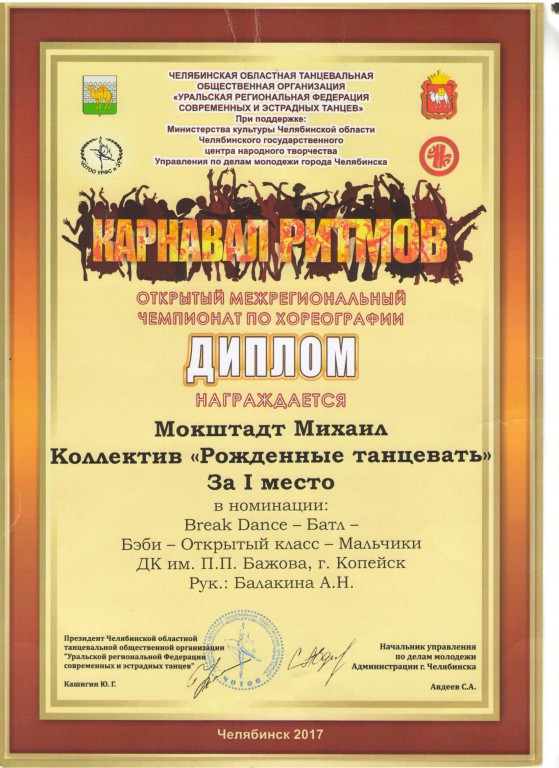 ЧЕЛЯБИНСКАЯ ОБЛАСТНАЯ ТАНЦЕВАЛЬНАЯ
ОБЩЕСТВЕННАЯ ОРГАНИЗАЦИЯ
«УРАЛЬСКАЯ РЕГИОНАЛЬНАЯ ФЕДЕРАЦИЯ
СОВРЕМЕННЫХ И ЭСТРАДНЫХ ТАНЦЕВ»
При поддержке:
Министерства культуры Челябинской области
Челябинского государственного
центра народного творчества
Управления по делам молодежи города Челябинска
ЧОТОО УРФС и ЭТ
КАРНАВАЛ РИТМОВ
ОТКРЫТЫЙ МЕЖРЕГИОНАЛЬНЫЙ
ЧЕМПИОНАТ ПО ХОРЕОГРАФИИ
ДИПЛОМ
НАГРАЖДАЕТСЯ
Мокштадт Михаил
Коллектив «Рожденные танцевать»
За I место
в номинации:
Break Dance – Батл –
Бэби – Открытый класс – Мальчики
ДК им. П.П. Бажова, г. Копейск
Рук.: Балакина А.Н.
Президент Челябинской областной
танцевальной общественной организации
"Уральской региональной Федерации
современных и эстрадных танцев"
Кашигин Ю. Г.
ЧОТОО
Начальник управления
по делам молодежи
Администрации г. Челябинска
Авдеев С.А.
Челябинск 2017